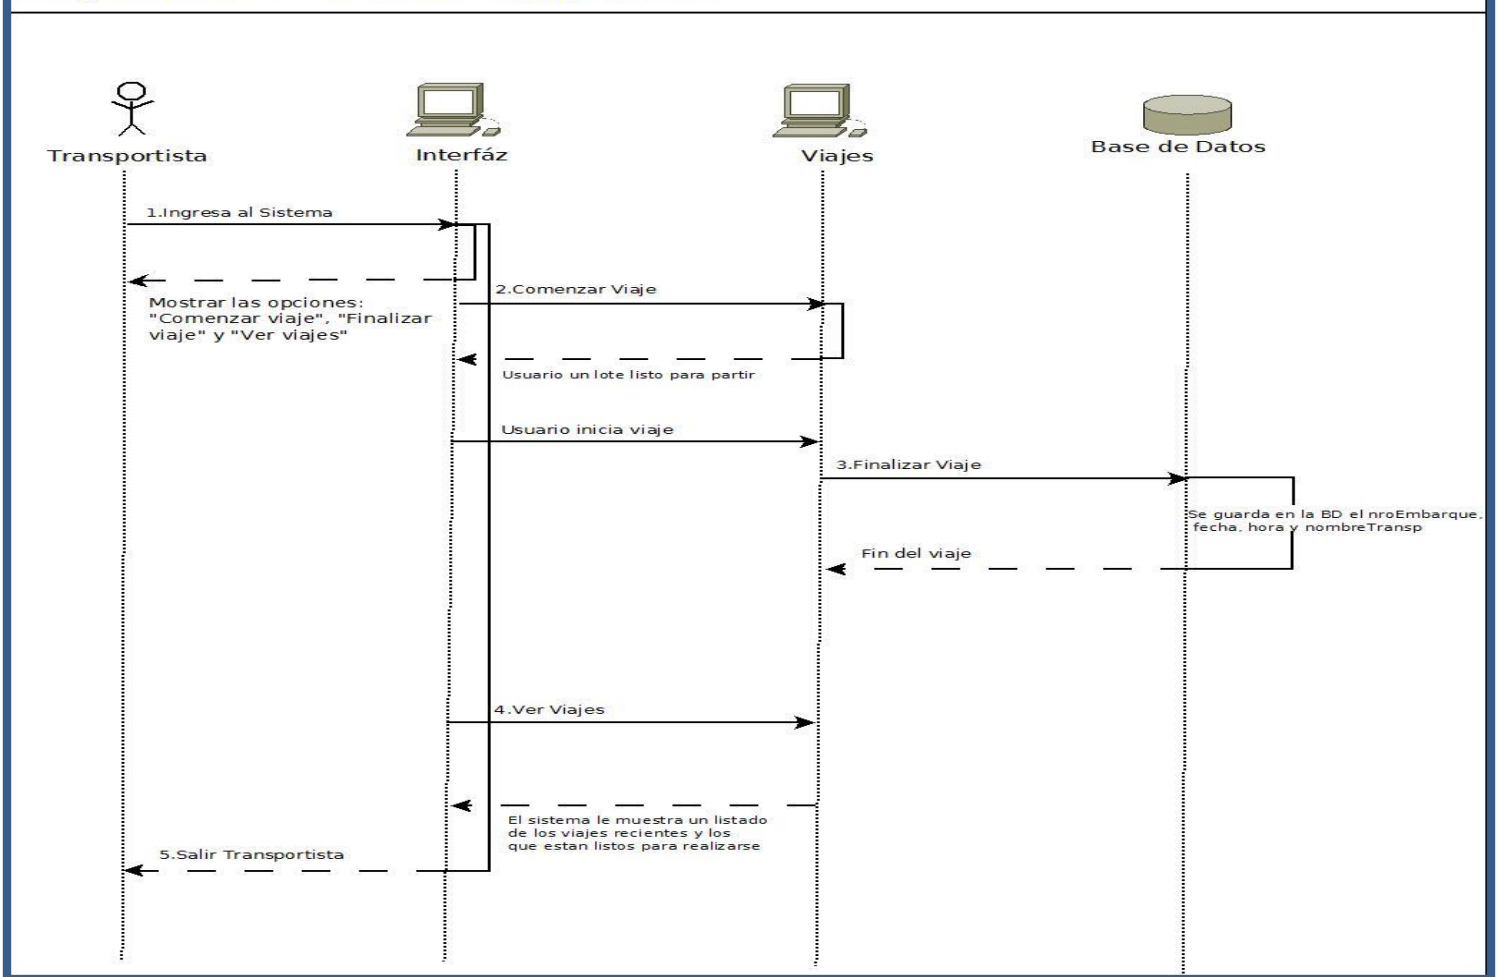 Transportista
Interfáz
Viajes
Base de Datos
1.Ingresa al Sistema
Mostrar las opciones:
"Comenzar viaje", "Finalizar
viaje" y "Ver viajes"
2.Comenzar Viaje
Usuario un lote listo para partir
Usuario inicia viaje
3.Finalizar Viaje
Se guarda en la BD el nroEmbarque,
fecha, hora y nombreTransp
Fin del viaje
4.Ver Viajes
El sistema le muestra un listado
de los viajes recientes y los
que estan listos para realizarse
5.Salir Transportista